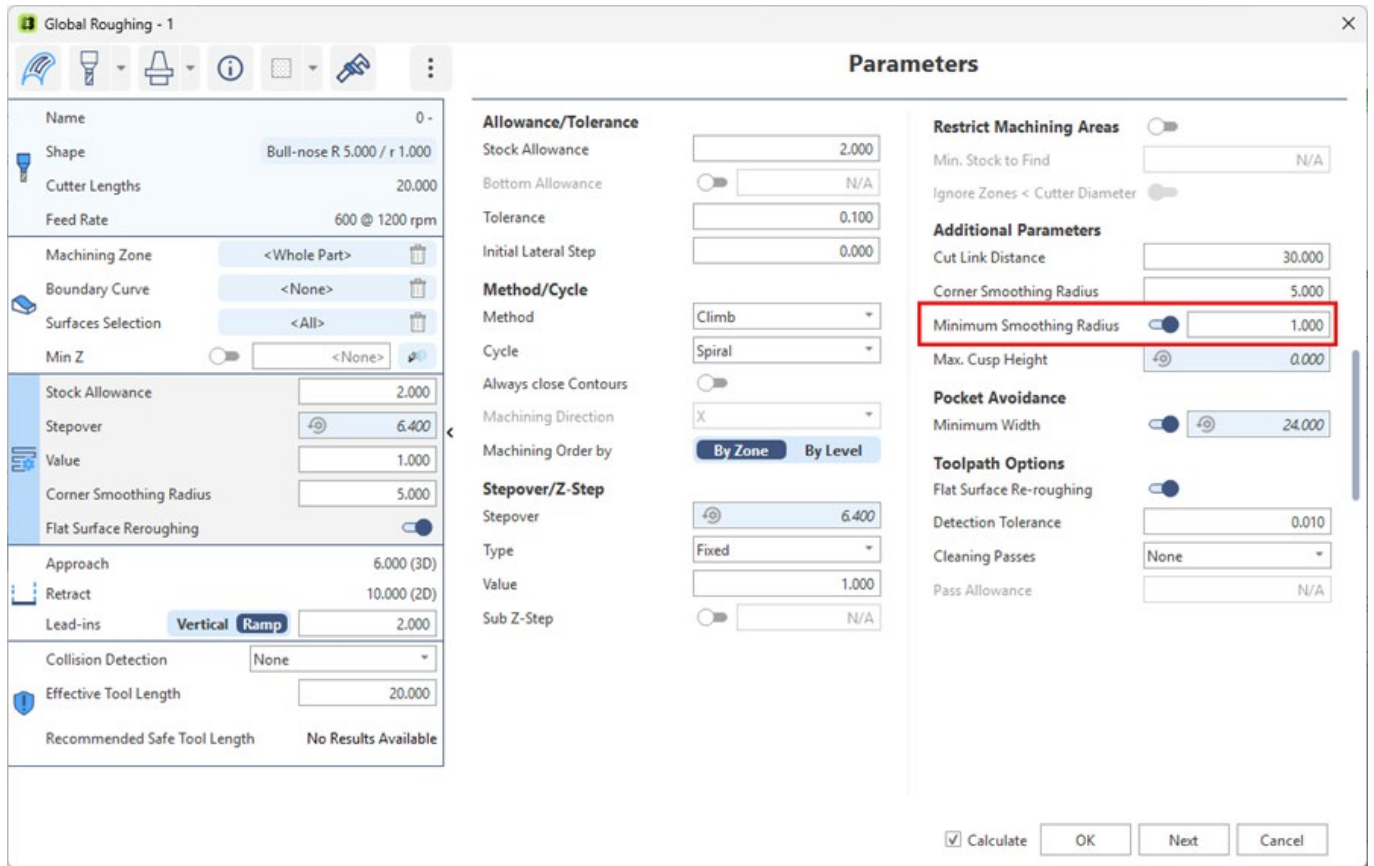 Global Roughing - 1
Name 0 -
Shape Bull-nose R 5.000 / r 1.000
Cutter Lengths 20.000
Feed Rate 600 @ 1200 rpm
Machining Zone <Whole Part>
Boundary Curve <None>
Surfaces Selection <All>
Min Z <None>
Stock Allowance 2.000
Stepover 6.400
Value 1.000
Corner Smoothing Radius 5.000
Flat Surface Reroughing
Approach 6.000 (3D)
Retract 10.000 (2D)
Lead-ins Vertical Ramp 2.000
Collision Detection None
Effective Tool Length 20.000
Recommended Safe Tool Length No Results Available
Parameters
Allowance/Tolerance
Stock Allowance 2.000
Bottom Allowance N/A
Tolerance 0.100
Initial Lateral Step 0.000
Method/Cycle
Method Climb
Cycle Spiral
Always close Contours
Machining Direction X
Machining Order by By Zone By Level
Stepover/Z-Step
Stepover 6.400
Type Fixed
Value 1.000
Sub Z-Step N/A
Restrict Machining Areas
Min. Stock to Find N/A
Ignore Zones < Cutter Diameter
Additional Parameters
Cut Link Distance 30.000
Corner Smoothing Radius 5.000
Minimum Smoothing Radius 1.000
Max. Cusp Height 0.000
Pocket Avoidance
Minimum Width 24.000
Toolpath Options
Flat Surface Re-roughing
Detection Tolerance 0.010
Cleaning Passes None
Pass Allowance N/A
Calculate OK Next Cancel